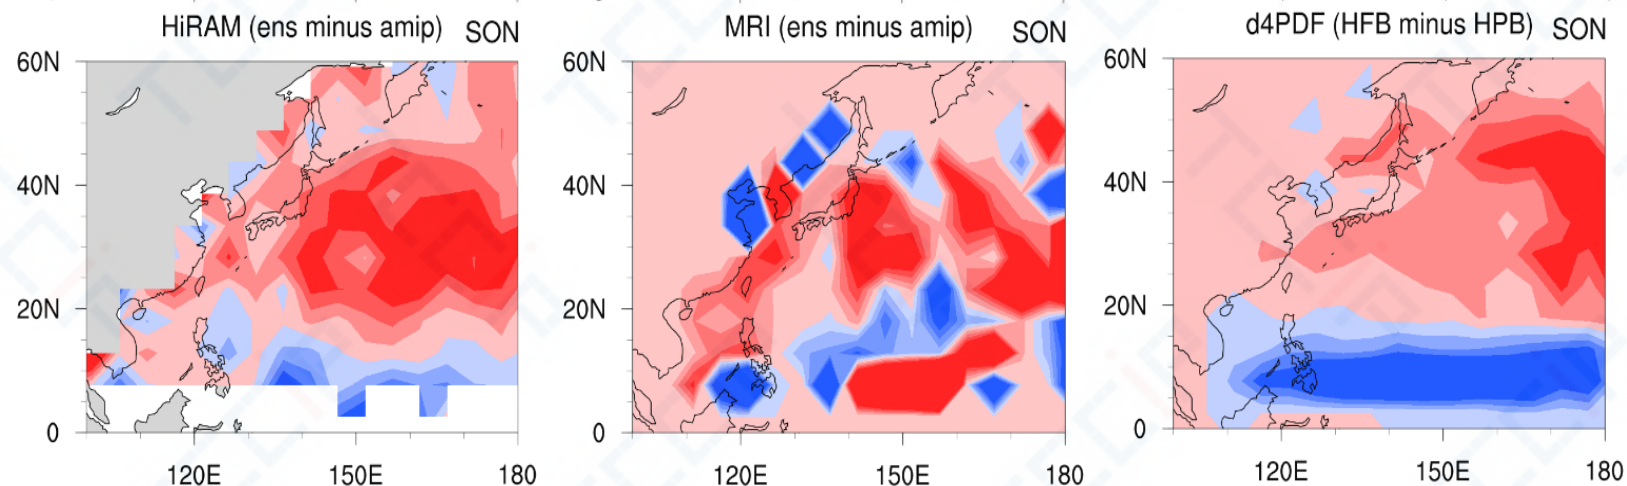 HiRAM (ens minus amip) SON
60N
40N
20N
0
120E 150E 180
MRI (ens minus amip) SON
60N
40N
20N
0
120E 150E 180
d4PDF (HFB minus HPB) SON
60N
40N
20N
0
120E 150E 180